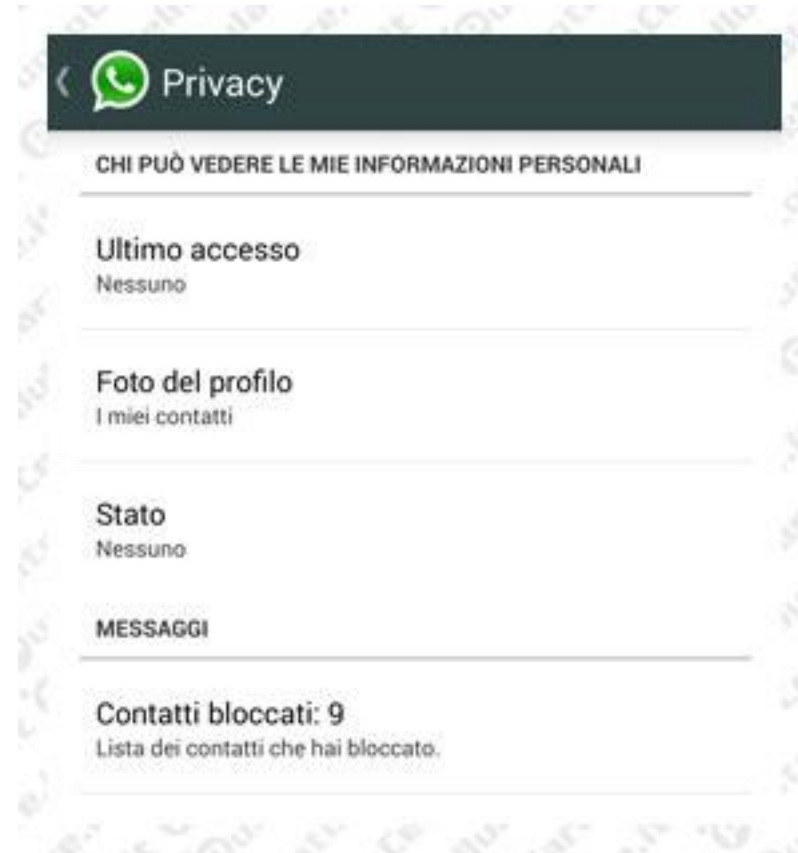 Privacy
CHI PUÒ VEDERE LE MIE INFORMAZIONI PERSONALI
Ultimo accesso
Nessuno
Foto del profilo
I miei contatti
Stato
Nessuno
MESSAGGI
Contatti bloccati: 9
Lista dei contatti che hai bloccato.